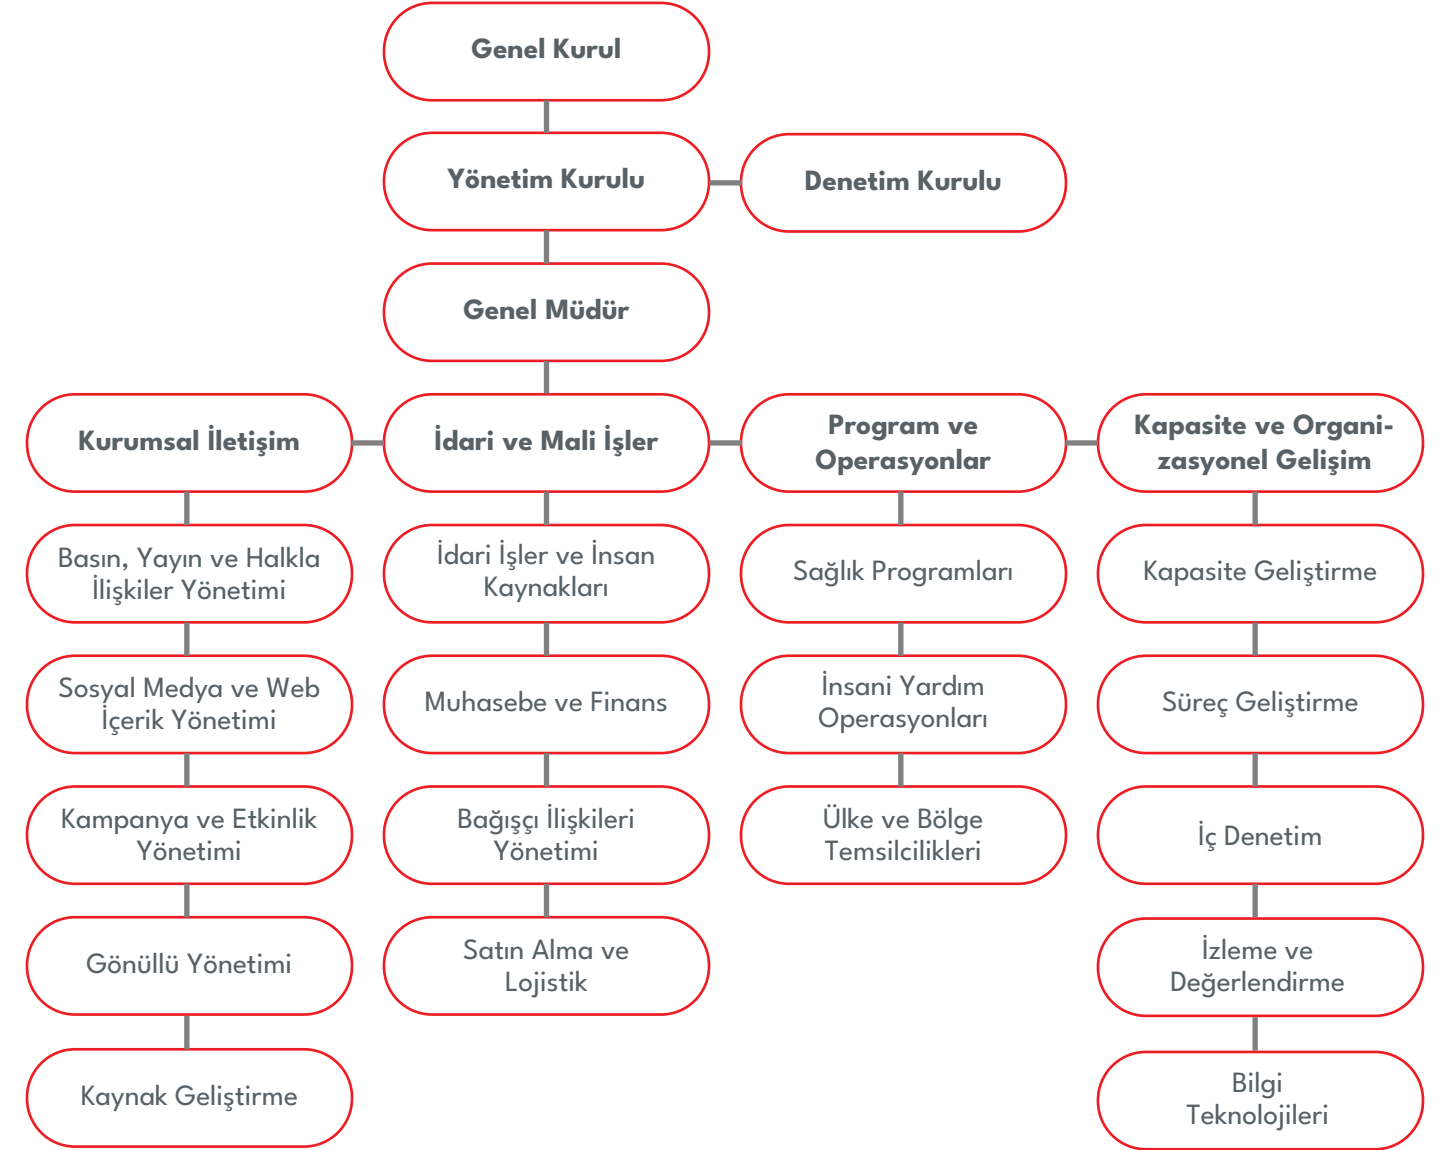 Genel Kurul
Yönetim Kurulu
Denetim Kurulu
Genel Müdür
Kurumsal İletişim
İdari ve Mali İşler
Program ve
Operasyonlar
Kapasite ve Organi-
zasyonel Gelişim
Basın, Yayın ve Halkla
İlişkiler Yönetimi
İdari İşler ve İnsan
Kaynakları
Sağlık Programları
Kapasite Geliştirme
Sosyal Medya ve Web
İçerik Yönetimi
Muhasebe ve Finans
İnsani Yardım
Operasyonları
Süreç Geliştirme
Kampanya ve Etkinlik
Yönetimi
Bağışçı İlişkileri
Yönetimi
Ülke ve Bölge
Temsilcilikleri
İç Denetim
Gönüllü Yönetimi
Satın Alma ve
Lojistik
İzleme ve
Değerlendirme
Kaynak Geliştirme
Bilgi
Teknolojileri